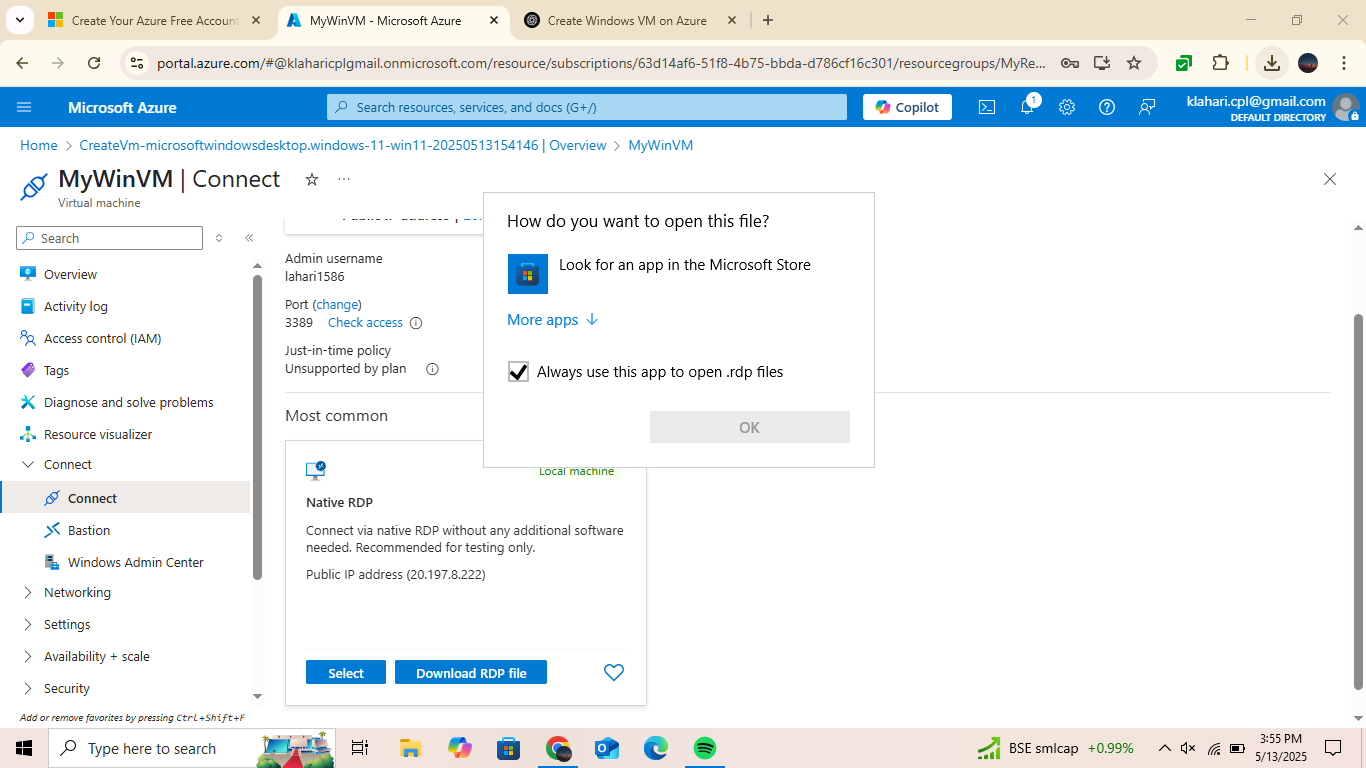 Create Your Azure Free Account
MyWinVM - Microsoft Azure
Create Windows VM on Azure
portal.azure.com/#@klaharicplgmail.onmicrosoft.com/resource/subscriptions/63d14af6-51f8-4b75-bbda-d786cf16c301/resourcegroups/MyRe...
Microsoft Azure
Search resources, services, and docs (G+/)
Copilot
1
klahari.cpl@gmail.com
DEFAULT DIRECTORY
Home > CreateVm-microsoftwindowsdesktop.windows-11-win11-20250513154146 | Overview > MyWinVM
MyWinVM | Connect
Virtual machine
Search
Overview
Activity log
Access control (IAM)
Tags
Diagnose and solve problems
Resource visualizer
Connect
Connect
Bastion
Windows Admin Center
Networking
Settings
Availability + scale
Security
Add or remove favorites by pressing Ctrl+Shift+F
Admin username
lahari1586
Port (change)
3389 Check access
Just-in-time policy
Unsupported by plan
Most common
Local machine
Native RDP
Connect via native RDP without any additional software
needed. Recommended for testing only.
Public IP address (20.197.8.222)
Select
Download RDP file
How do you want to open this file?
Look for an app in the Microsoft Store
More apps
Always use this app to open .rdp files
OK
Type here to search
BSE smlcap +0.99%
3:55 PM
5/13/2025